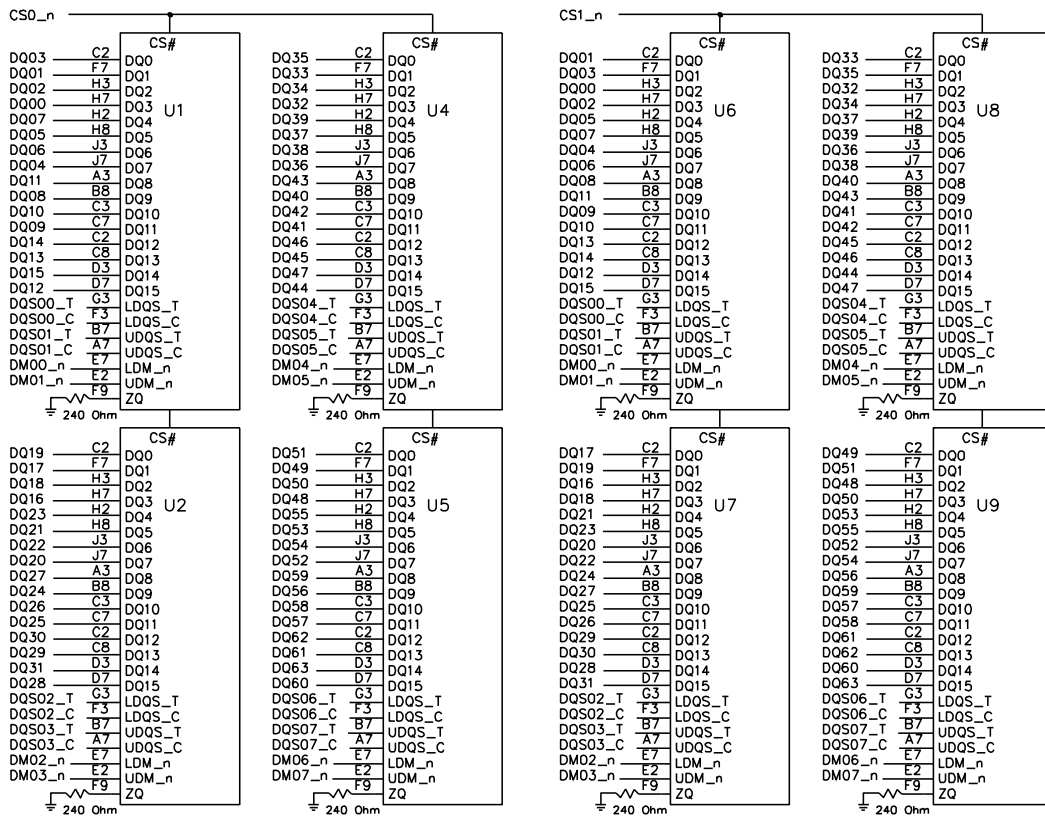 CS0_n
CS#
DQ03 C2 DQ0
DQ01 F7 DQ1
DQ02 H3 DQ2
DQ00 H7 DQ3 U1
DQ07 H2 DQ4
DQ05 H8 DQ5
DQ06 J3 DQ6
DQ04 J7 DQ7
DQ11 A3 DQ8
DQ08 B8 DQ9
DQ10 C3 DQ10
DQ09 C7 DQ11
DQ14 C2 DQ12
DQ13 C8 DQ13
DQ15 D3 DQ14
DQ12 D7 DQ15
DQS00_T G3 LDQS_T
DQS00_C F3 LDQS_C
DQS01_T B7 UDQS_T
DQS01_C A7 UDQS_C
DM00_n E7 LDM_n
DM01_n E2 UDM_n
F9 ZQ
240 Ohm
CS#
DQ35 C2 DQ0
DQ33 F7 DQ1
DQ34 H3 DQ2
DQ32 H7 DQ3 U4
DQ39 H2 DQ4
DQ37 H8 DQ5
DQ38 J3 DQ6
DQ36 J7 DQ7
DQ43 A3 DQ8
DQ40 B8 DQ9
DQ42 C3 DQ10
DQ41 C7 DQ11
DQ46 C2 DQ12
DQ45 C8 DQ13
DQ47 D3 DQ14
DQ44 D7 DQ15
DQS04_T G3 LDQS_T
DQS04_C F3 LDQS_C
DQS05_T B7 UDQS_T
DQS05_C A7 UDQS_C
DM04_n E7 LDM_n
DM05_n E2 UDM_n
F9 ZQ
240 Ohm
CS1_n
CS#
DQ01 C2 DQ0
DQ03 F7 DQ1
DQ00 H3 DQ2
DQ02 H7 DQ3 U6
DQ05 H2 DQ4
DQ07 H8 DQ5
DQ04 J3 DQ6
DQ06 J7 DQ7
DQ08 A3 DQ8
DQ11 B8 DQ9
DQ09 C3 DQ10
DQ10 C7 DQ11
DQ13 C2 DQ12
DQ14 C8 DQ13
DQ12 D3 DQ14
DQ15 D7 DQ15
DQS00_T G3 LDQS_T
DQS00_C F3 LDQS_C
DQS01_T B7 UDQS_T
DQS01_C A7 UDQS_C
DM00_n E7 LDM_n
DM01_n E2 UDM_n
F9 ZQ
240 Ohm
CS#
DQ33 C2 DQ0
DQ35 F7 DQ1
DQ32 H3 DQ2
DQ34 H7 DQ3 U8
DQ37 H2 DQ4
DQ39 H8 DQ5
DQ36 J3 DQ6
DQ38 J7 DQ7
DQ40 A3 DQ8
DQ43 B8 DQ9
DQ41 C3 DQ10
DQ42 C7 DQ11
DQ45 C2 DQ12
DQ46 C8 DQ13
DQ44 D3 DQ14
DQ47 D7 DQ15
DQS04_T G3 LDQS_T
DQS04_C F3 LDQS_C
DQS05_T B7 UDQS_T
DQS05_C A7 UDQS_C
DM04_n E7 LDM_n
DM05_n E2 UDM_n
F9 ZQ
240 Ohm
CS#
DQ19 C2 DQ0
DQ17 F7 DQ1
DQ18 H3 DQ2
DQ16 H7 DQ3 U2
DQ23 H2 DQ4
DQ21 H8 DQ5
DQ22 J3 DQ6
DQ20 J7 DQ7
DQ27 A3 DQ8
DQ24 B8 DQ9
DQ26 C3 DQ10
DQ25 C7 DQ11
DQ30 C2 DQ12
DQ29 C8 DQ13
DQ31 D3 DQ14
DQ28 D7 DQ15
DQS02_T G3 LDQS_T
DQS02_C F3 LDQS_C
DQS03_T B7 UDQS_T
DQS03_C A7 UDQS_C
DM02_n E7 LDM_n
DM03_n E2 UDM_n
F9 ZQ
240 Ohm
CS#
DQ51 C2 DQ0
DQ49 F7 DQ1
DQ50 H3 DQ2
DQ48 H7 DQ3 U5
DQ55 H2 DQ4
DQ53 H8 DQ5
DQ54 J3 DQ6
DQ52 J7 DQ7
DQ59 A3 DQ8
DQ56 B8 DQ9
DQ58 C3 DQ10
DQ57 C7 DQ11
DQ62 C2 DQ12
DQ61 C8 DQ13
DQ63 D3 DQ14
DQ60 D7 DQ15
DQS06_T G3 LDQS_T
DQS06_C F3 LDQS_C
DQS07_T B7 UDQS_T
DQS07_C A7 UDQS_C
DM06_n E7 LDM_n
DM07_n E2 UDM_n
F9 ZQ
240 Ohm
CS#
DQ17 C2 DQ0
DQ19 F7 DQ1
DQ16 H3 DQ2
DQ18 H7 DQ3 U7
DQ21 H2 DQ4
DQ23 H8 DQ5
DQ20 J3 DQ6
DQ22 J7 DQ7
DQ24 A3 DQ8
DQ27 B8 DQ9
DQ25 C3 DQ10
DQ26 C7 DQ11
DQ29 C2 DQ12
DQ30 C8 DQ13
DQ28 D3 DQ14
DQ31 D7 DQ15
DQS02_T G3 LDQS_T
DQS02_C F3 LDQS_C
DQS03_T B7 UDQS_T
DQS03_C A7 UDQS_C
DM02_n E7 LDM_n
DM03_n E2 UDM_n
F9 ZQ
240 Ohm
CS#
DQ49 C2 DQ0
DQ51 F7 DQ1
DQ48 H3 DQ2
DQ50 H7 DQ3 U9
DQ53 H2 DQ4
DQ55 H8 DQ5
DQ52 J3 DQ6
DQ54 J7 DQ7
DQ56 A3 DQ8
DQ59 B8 DQ9
DQ57 C3 DQ10
DQ58 C7 DQ11
DQ61 C2 DQ12
DQ62 C8 DQ13
DQ60 D3 DQ14
DQ63 D7 DQ15
DQS06_T G3 LDQS_T
DQS06_C F3 LDQS_C
DQS07_T B7 UDQS_T
DQS07_C A7 UDQS_C
DM06_n E7 LDM_n
DM07_n E2 UDM_n
F9 ZQ
240 Ohm